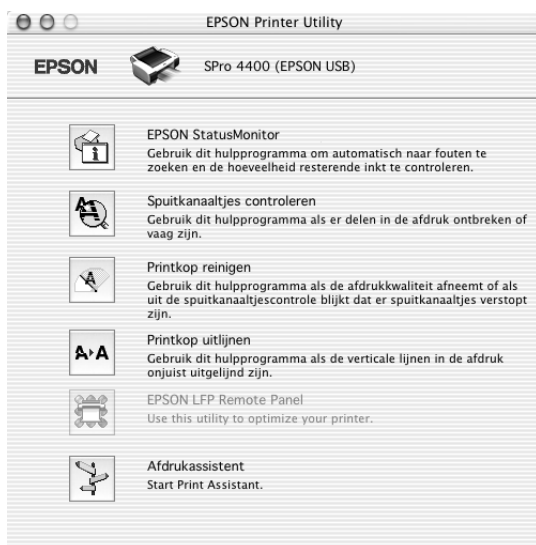 EPSON Printer Utility
EPSON
SPro 4400 (EPSON USB)
EPSON StatusMonitor
Gebruik dit hulpprogramma om automatisch naar fouten te
zoeken en de hoeveelheid resterende inkt te controleren.
Spuitkanaaltjes controleren
Gebruik dit hulpprogramma als er delen in de afdruk ontbreken of
vaag zijn.
Printkop reinigen
Gebruik dit hulpprogramma als de afdrukkwaliteit afneemt of als
uit de spuitkanaaltjescontrole blijkt dat er spuitkanaaltjes verstopt
zijn.
Printkop uitlijnen
Gebruik dit hulpprogramma als de verticale lijnen in de afdruk
onjuist uitgelijnd zijn.
EPSON LFP Remote Panel
Use this utility to optimize your printer.
Afdrukassistent
Start Print Assistant.